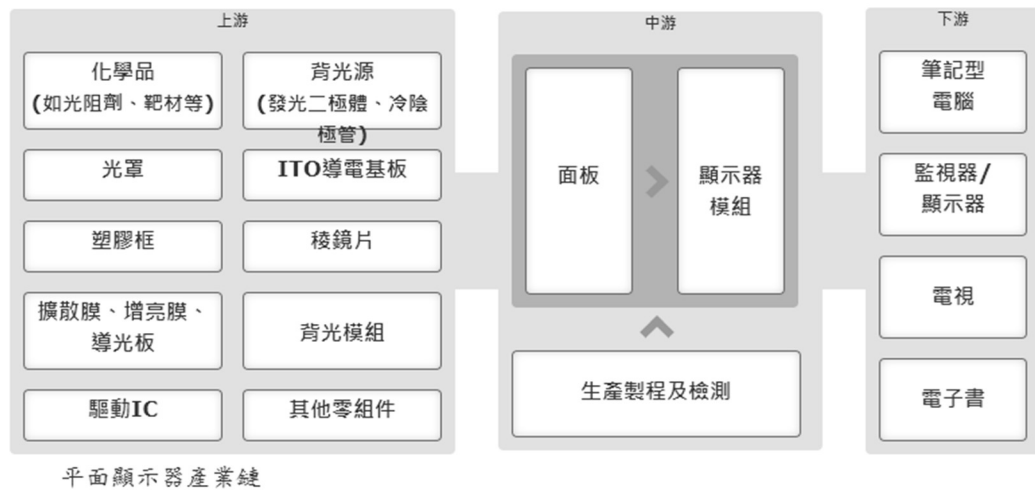 上游
化學品
(如光阻劑、靶材等)
背光源
(發光二極體、冷陰
極管)
光罩
ITO導電基板
塑膠框
稜鏡片
擴散膜、增亮膜、
導光板
背光模組
驅動IC
其他零組件
中游
面板
顯示器
模組
生產製程及檢測
下游
筆記型
電腦
監視器/
顯示器
電視
電子書
平面顯示器產業鏈